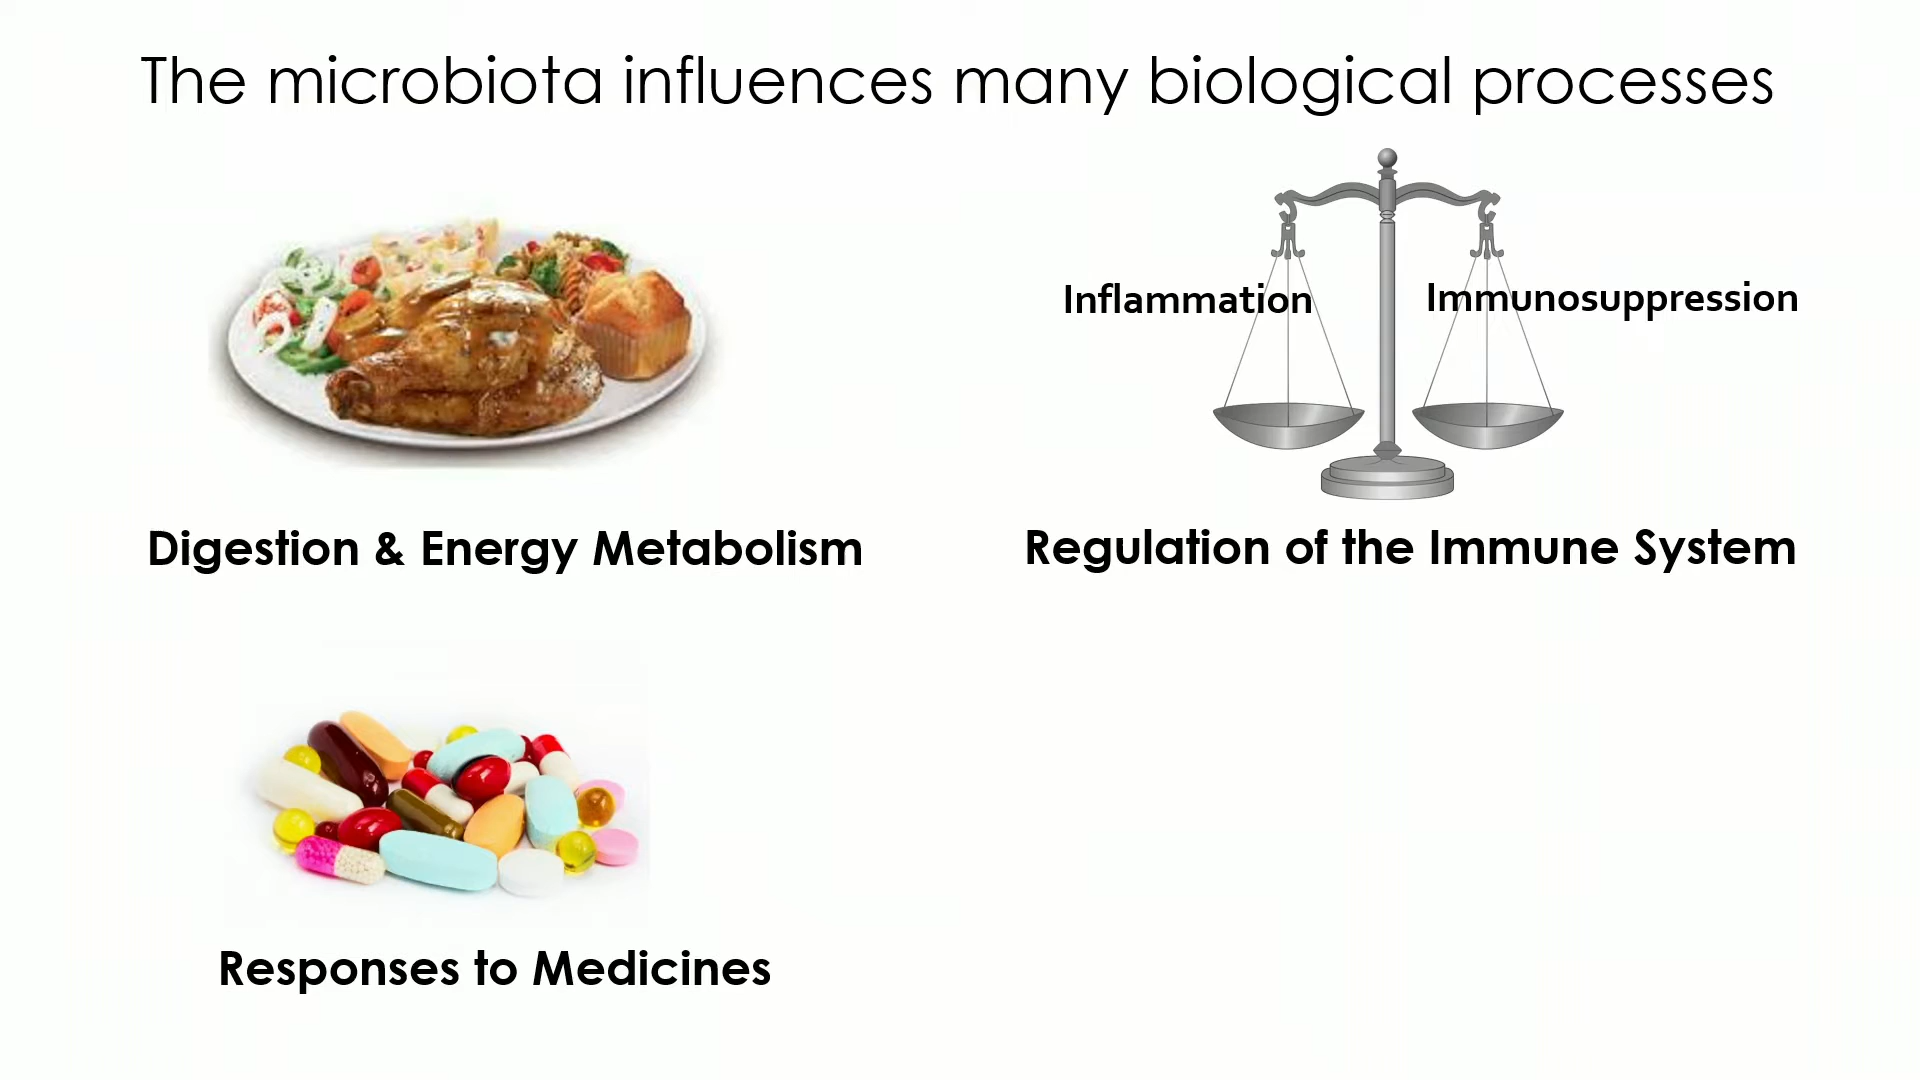 The microbiota influences many biological processes
Inflammation
Immunosuppression
Digestion & Energy Metabolism
Regulation of the Immune System
Responses to Medicines